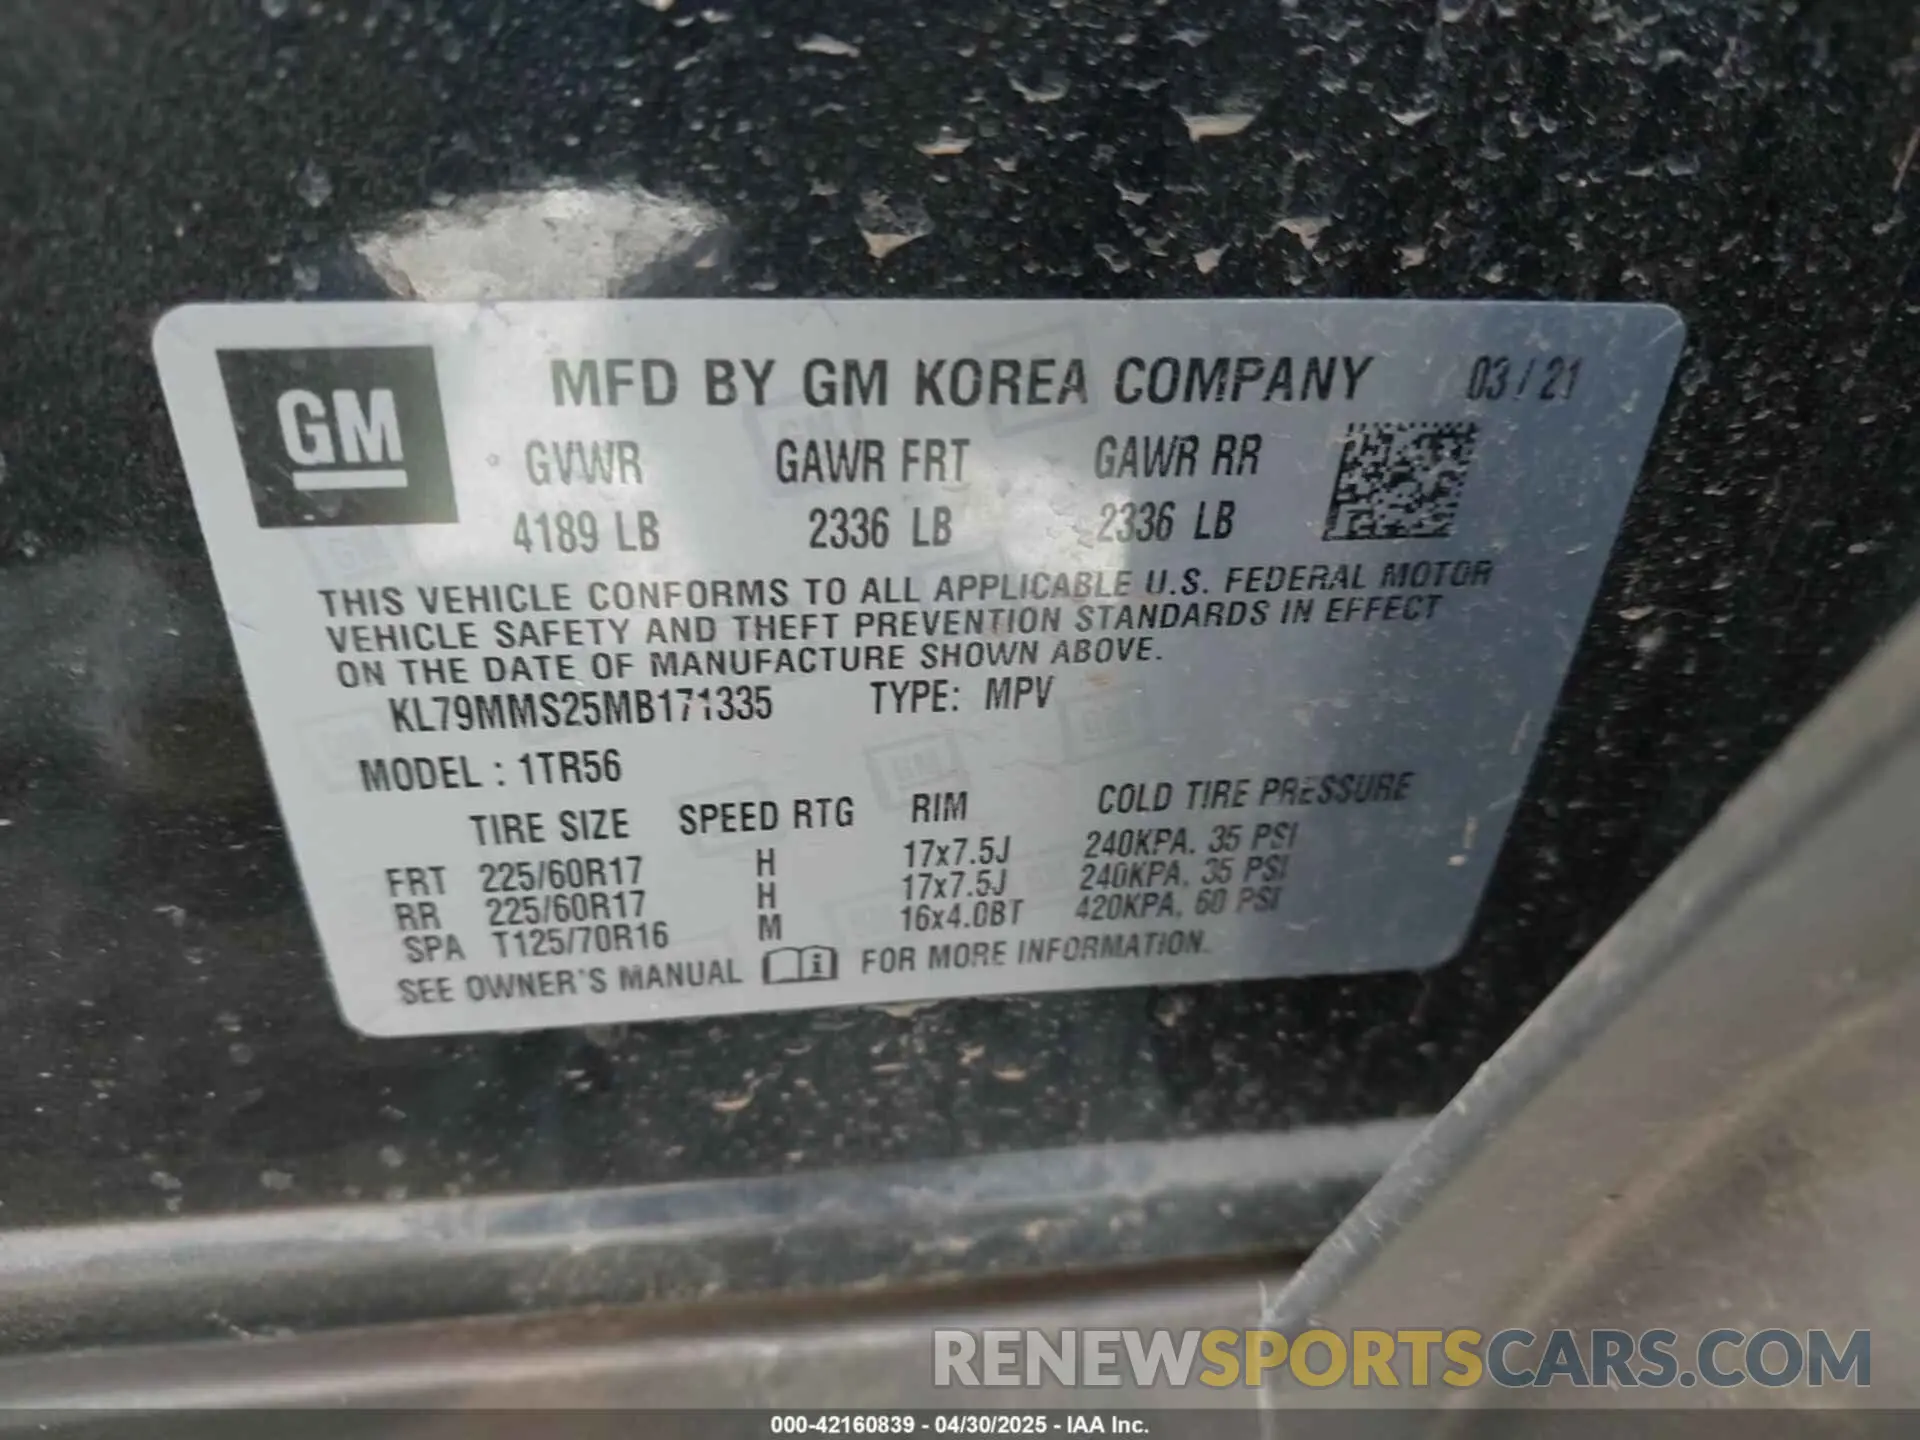 GM MFD BY GM KOREA COMPANY 03 / 21
GVWR GAWR FRT GAWR RR
4189 LB 2336 LB 2336 LB
THIS VEHICLE CONFORMS TO ALL APPLICABLE U.S. FEDERAL MOTOR
VEHICLE SAFETY AND THEFT PREVENTION STANDARDS IN EFFECT
ON THE DATE OF MANUFACTURE SHOWN ABOVE.
KL79MMS25MB171335 TYPE: MPV
MODEL : 1TR56
TIRE SIZE SPEED RTG RIM COLD TIRE PRESSURE
FRT 225/60R17 H 17x7.5J 240KPA, 35 PSI
RR 225/60R17 H 17x7.5J 240KPA, 35 PSI
SPA T125/70R16 M 16x4.0BT 420KPA, 60 PSI
SEE OWNER'S MANUAL i FOR MORE INFORMATION.
RENEWSPORTSCARS.COM
000-42160839 - 04/30/2025 - IAA Inc.